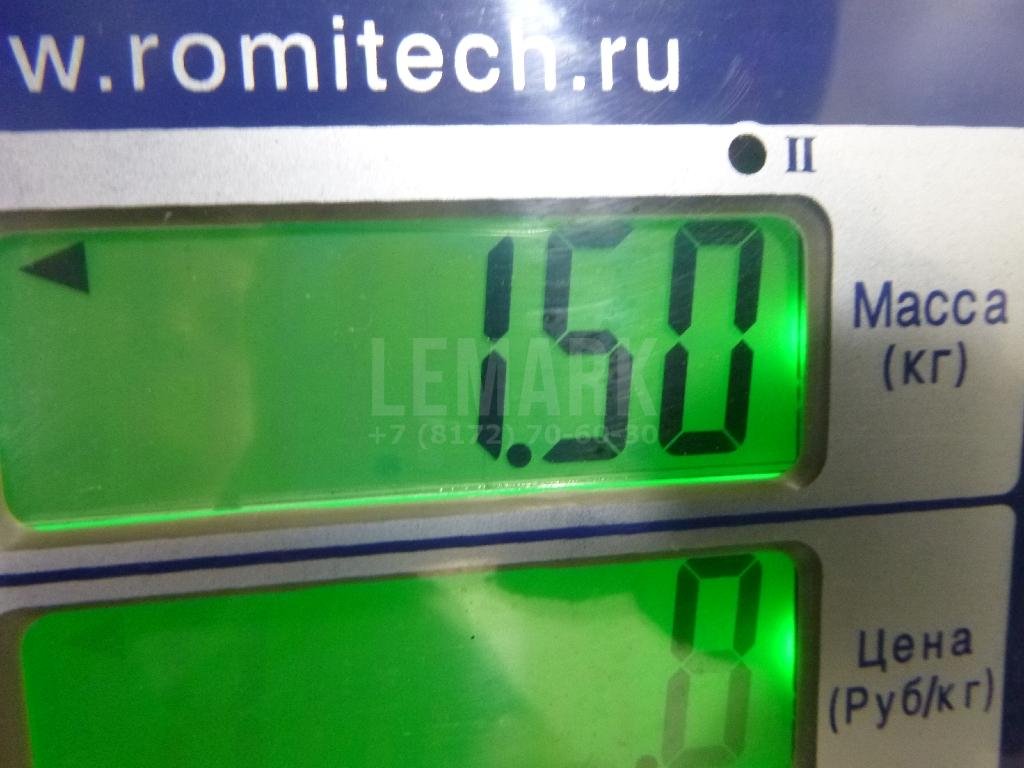 w.romitech.ru
II
1.50
Масса
(кг)
LEMARK
+7 (8172) 70-60-30
.0
Цена
(Руб/кг)